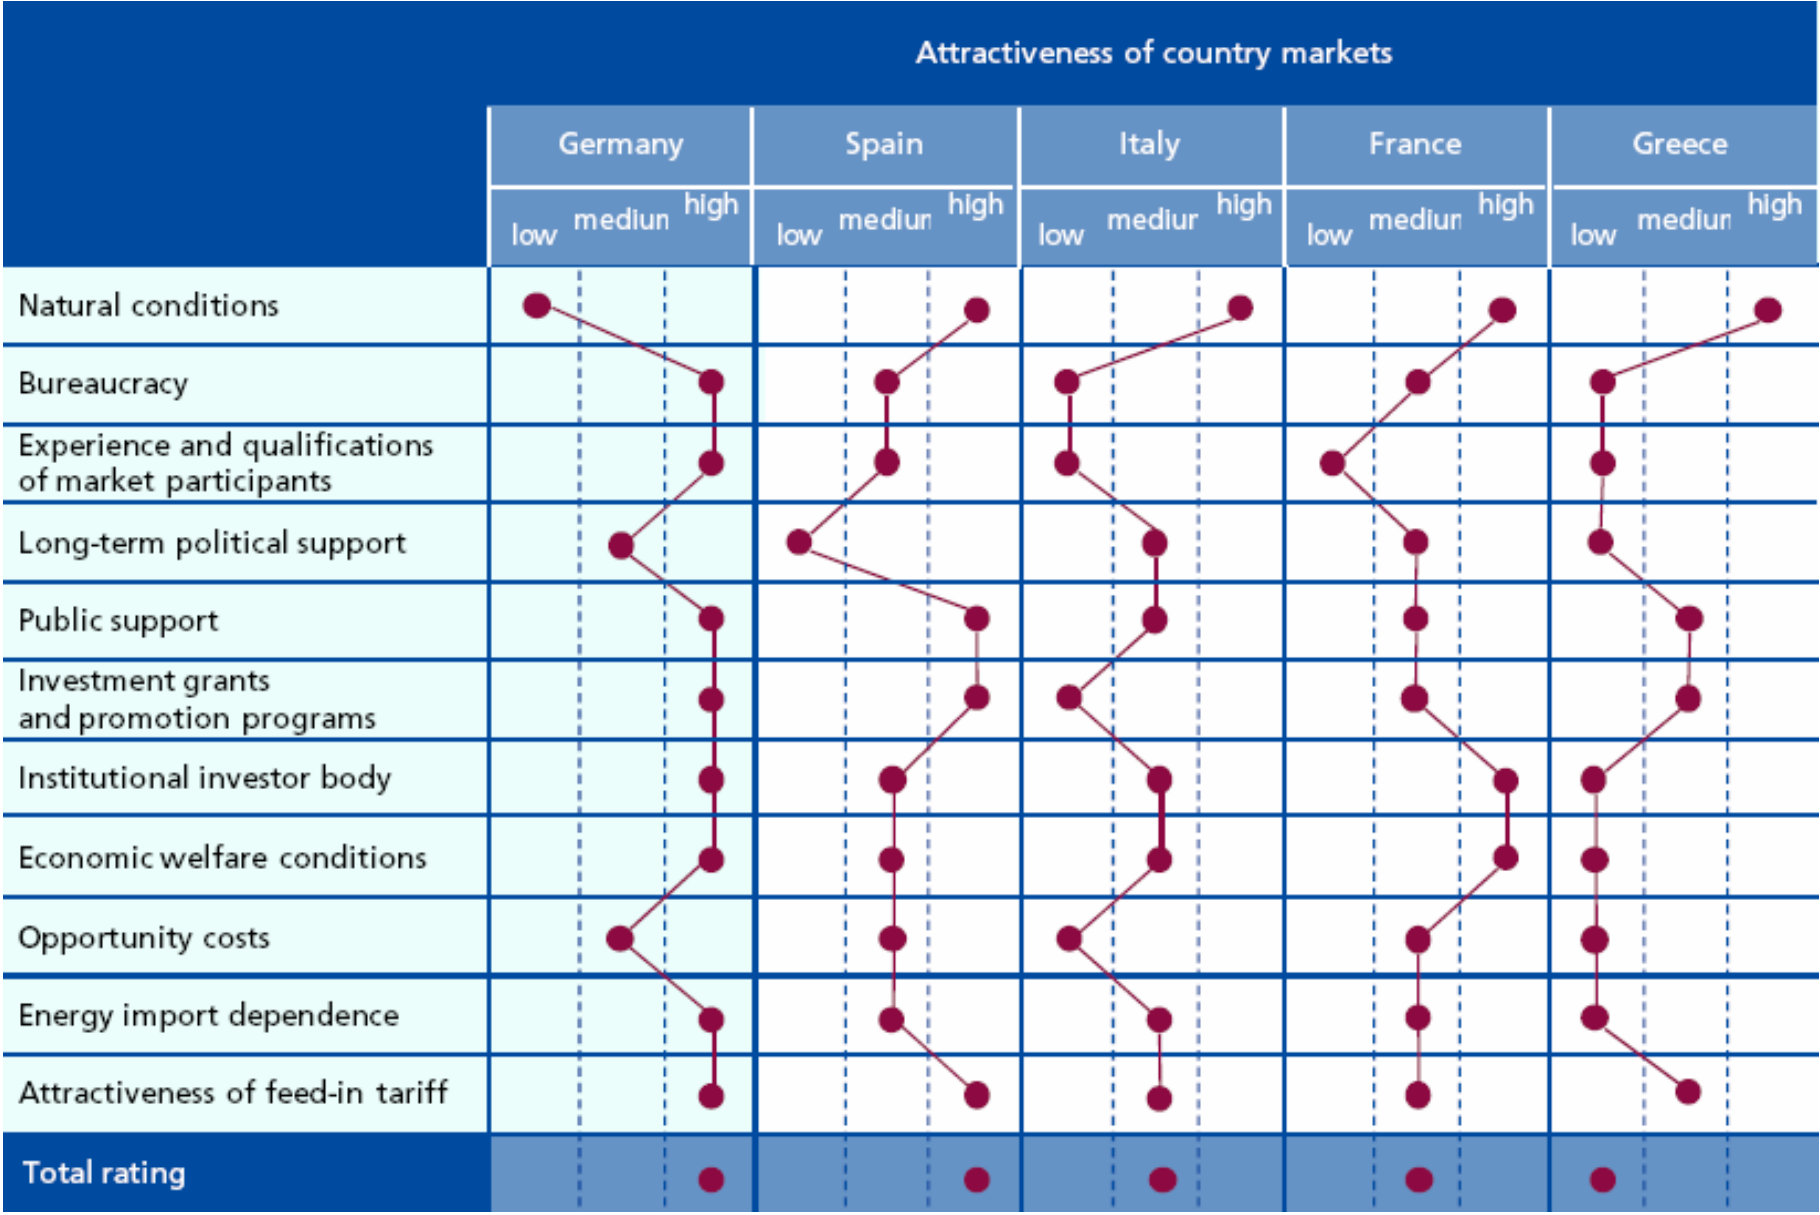 Attractiveness of country markets
Germany Spain Italy France Greece
low mediun high low mediun high low mediur high low mediun high low mediun high
Natural conditions
Bureaucracy
Experience and qualifications
of market participants
Long-term political support
Public support
Investment grants
and promotion programs
Institutional investor body
Economic welfare conditions
Opportunity costs
Energy import dependence
Attractiveness of feed-in tariff
Total rating